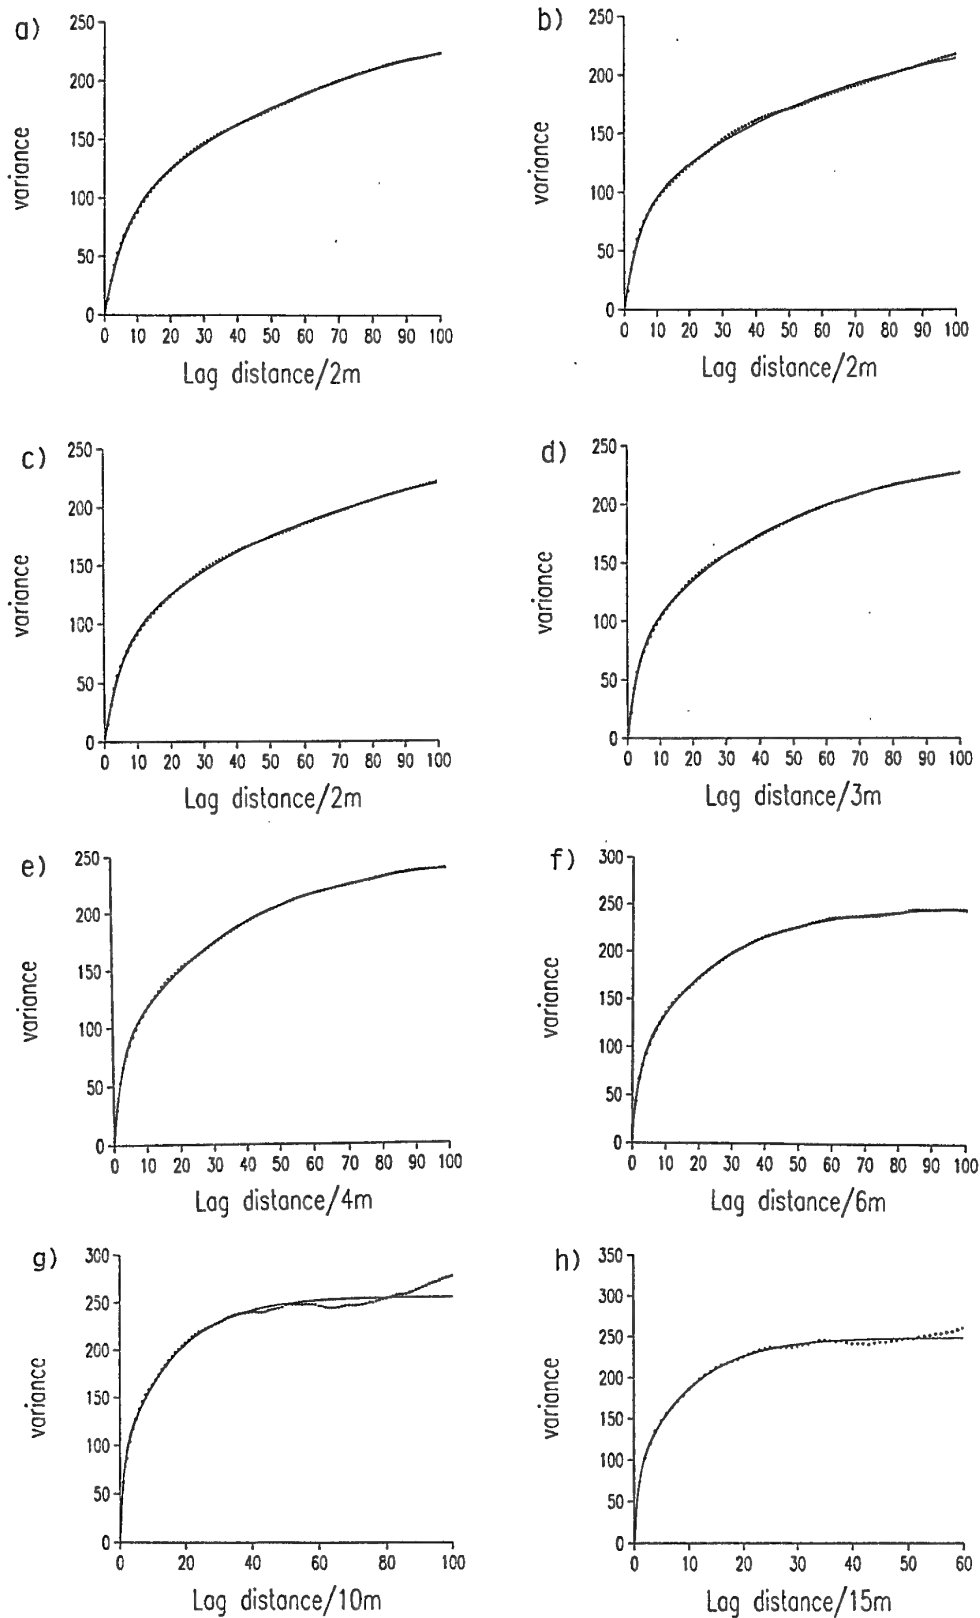 a)
250
200
150
100
50
0
variance
0 10 20 30 40 50 60 70 80 90 100
Lag distance/2m
b)
250
200
150
100
50
0
variance
0 10 20 30 40 50 60 70 80 90 100
Lag distance/2m
c)
250
200
150
100
50
0
variance
0 10 20 30 40 50 60 70 80 90 100
Lag distance/2m
d)
250
200
150
100
50
0
variance
0 10 20 30 40 50 60 70 80 90 100
Lag distance/3m
e)
250
200
150
100
50
0
variance
0 10 20 30 40 50 60 70 80 90 100
Lag distance/4m
f)
300
250
200
150
100
50
0
variance
0 10 20 30 40 50 60 70 80 90 100
Lag distance/6m
g)
300
250
200
150
100
50
0
variance
0 20 40 60 80 100
Lag distance/10m
h)
350
300
250
200
150
100
50
0
variance
0 10 20 30 40 50 60
Lag distance/15m